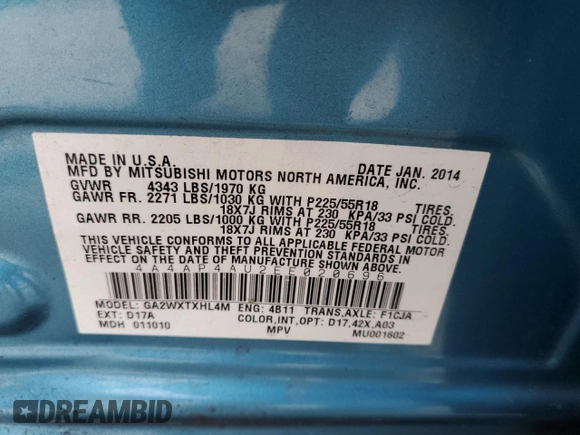 MADE IN U.S.A. DATE JAN. 2014
MFD BY MITSUBISHI MOTORS NORTH AMERICA, INC.
GVWR 4343 LBS/1970 KG
GAWR FR. 2271 LBS/1030 KG WITH P225/55R18 TIRES,
18X7J RIMS AT 230 KPA/33 PSI COLD.
GAWR RR. 2205 LBS/1000 KG WITH P225/55R18 TIRES,
18X7J RIMS AT 230 KPA/33 PSI COLD.
THIS VEHICLE CONFORMS TO ALL APPLICABLE FEDERAL MOTOR
VEHICLE SAFETY AND THEFT PREVENTION STANDARDS IN
EFFECT ON THE DATE OF MANUFACTURE SHOWN ABOVE.
4A4AP4AU2EE020696
MODEL: GA2WXTXHL4M ENG: 4B11 TRANS,AXLE: F1CJA
EXT: D17A COLOR,INT,OPT: D17,42X,A03
MDH 011010 MPV MU001602
DREAMBID